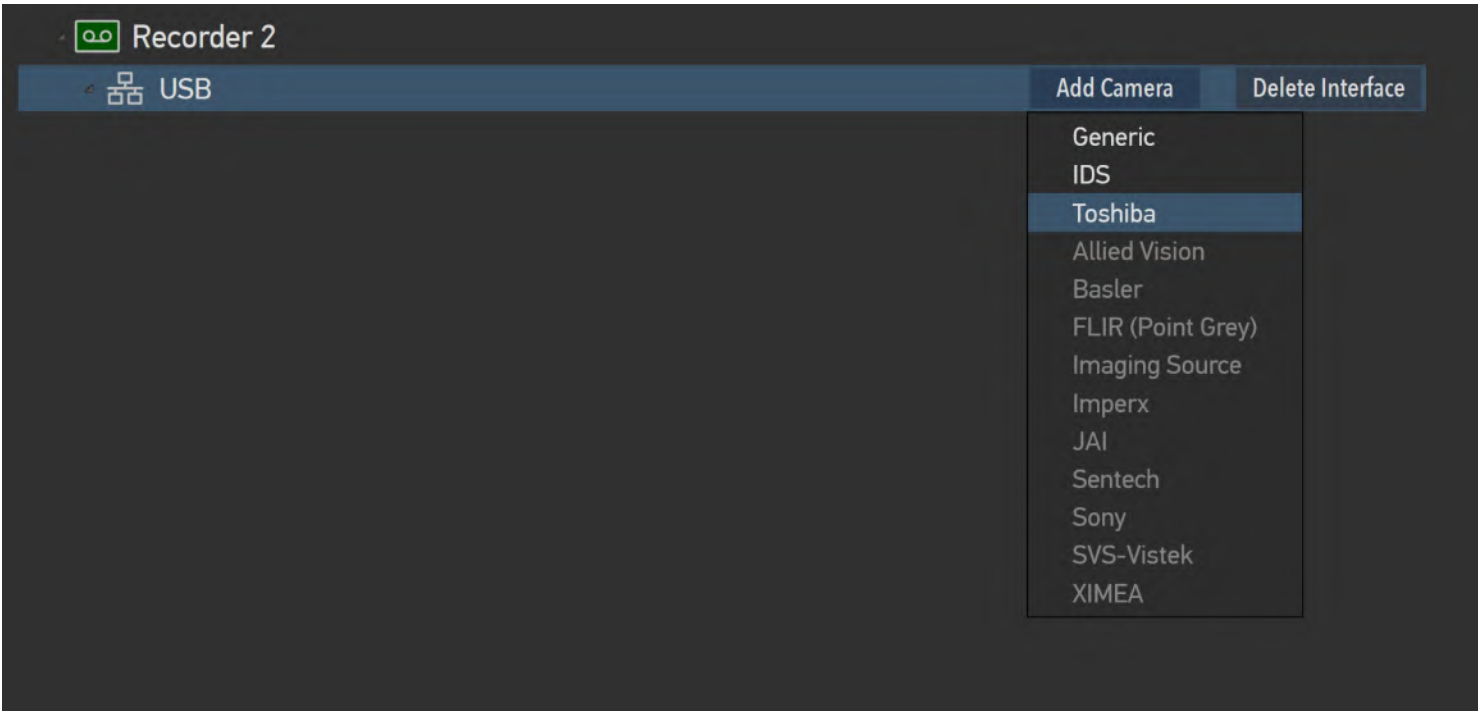 Recorder 2
USB Add Camera Delete Interface
Generic
IDS
Toshiba
Allied Vision
Basler
FLIR (Point Grey)
Imaging Source
Imperx
JAI
Sentech
Sony
SVS-Vistek
XIMEA